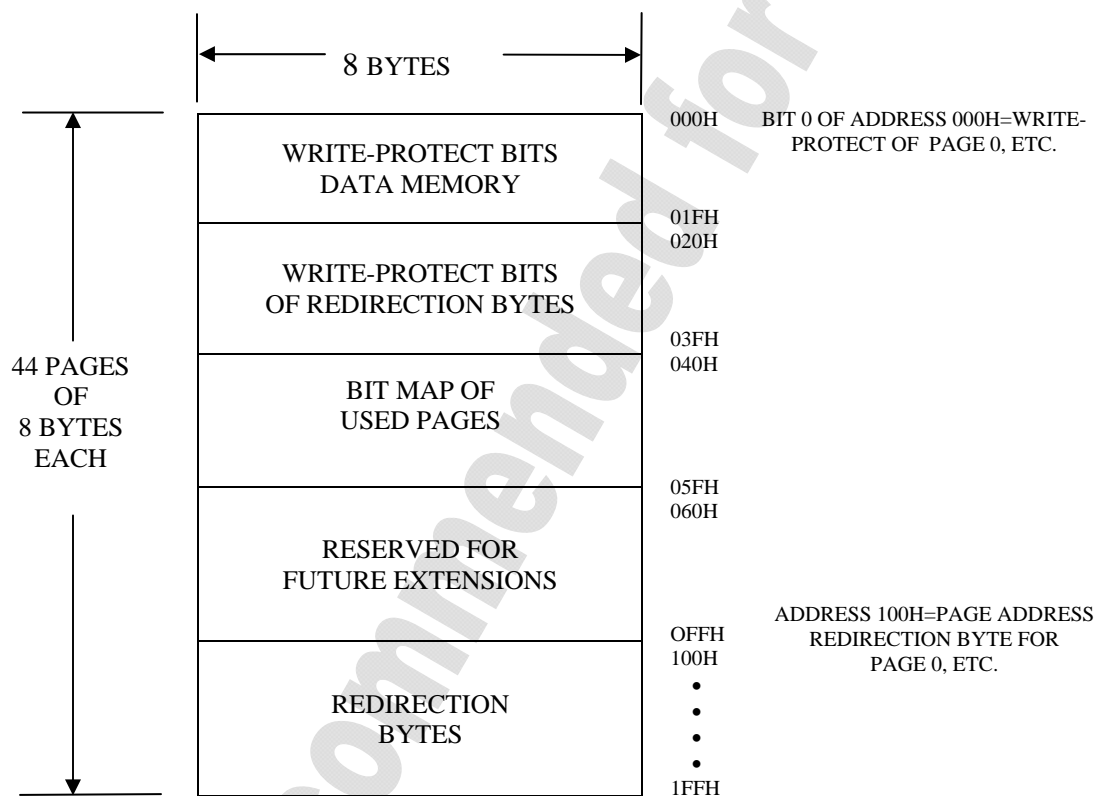 8 BYTES
000H
BIT 0 OF ADDRESS 000H=WRITE-
PROTECT OF PAGE 0, ETC.
WRITE-PROTECT BITS
DATA MEMORY
01FH
020H
WRITE-PROTECT BITS
OF REDIRECTION BYTES
03FH
040H
44 PAGES
OF
8 BYTES
EACH
BIT MAP OF
USED PAGES
05FH
060H
RESERVED FOR
FUTURE EXTENSIONS
OFFH
100H
ADDRESS 100H=PAGE ADDRESS
REDIRECTION BYTE FOR
PAGE 0, ETC.
REDIRECTION
BYTES
1FFH
ommended for